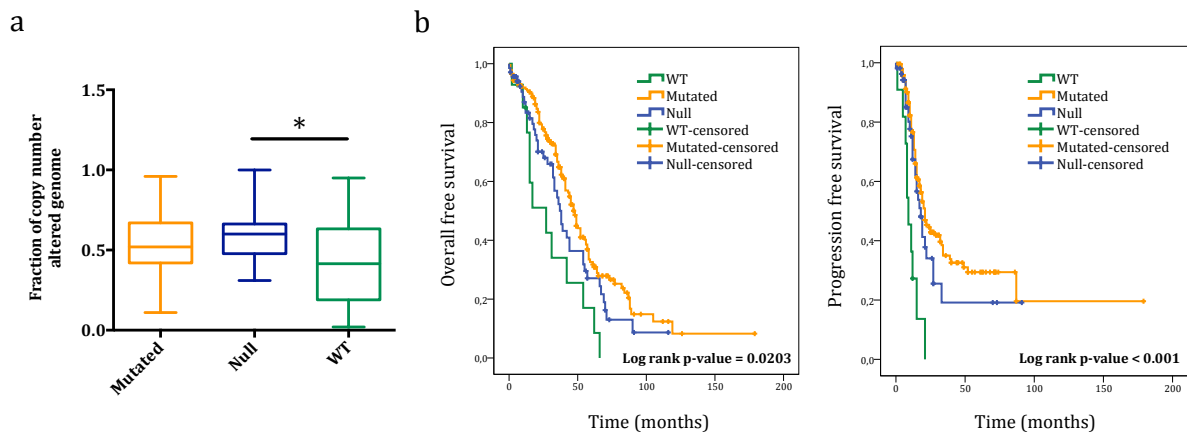 a
Fraction of copy number
altered genome
1.5
1.0
0.5
0.0
*
Mutated
Null
WT
b
Overall free survival
1,0
0,8
0,6
0,4
0,2
0,0
WT
Mutated
Null
WT-censored
Mutated-censored
Null-censored
Log rank p-value = 0.0203
0
50
100
150
200
Time (months)
Progression free survival
1,0
0,8
0,6
0,4
0,2
0,0
WT
Mutated
Null
WT-censored
Mutated-censored
Null-censored
Log rank p-value < 0.001
0
50
100
150
200
Time (months)